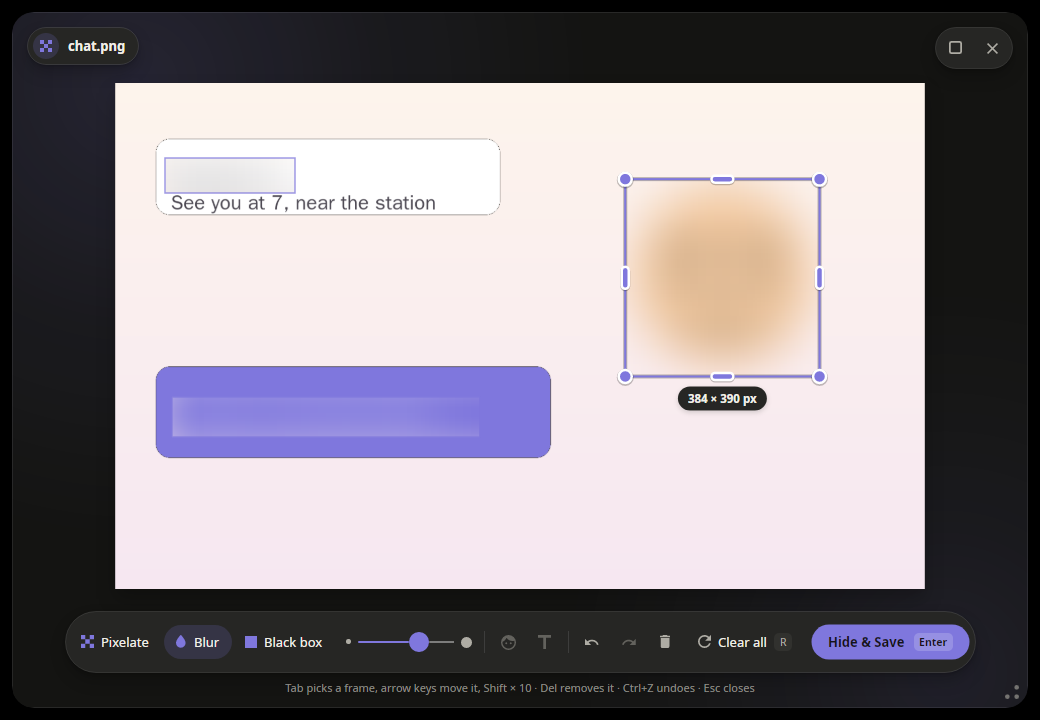 chat.png
See you at 7, near the station
384 × 390 px
Pixelate
Blur
Black box
Clear all R
Hide & Save Enter
Tab picks a frame, arrow keys move it, Shift × 10 · Del removes it · Ctrl+Z undoes · Esc closes